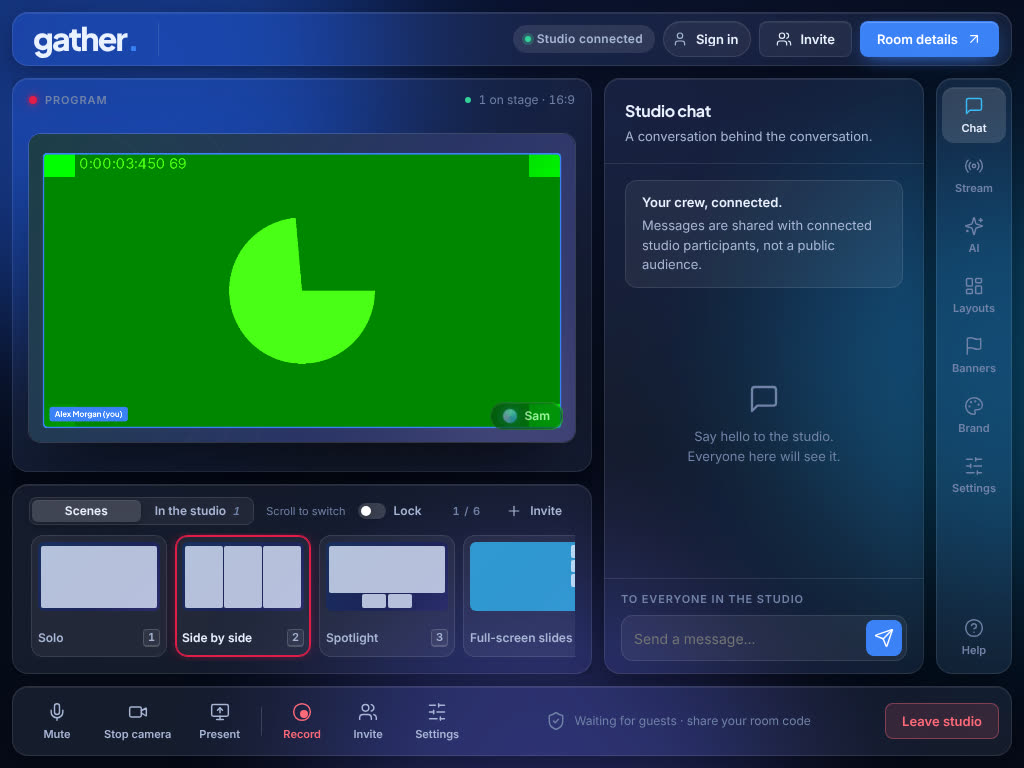 gather.
Studio connected
Sign in
Invite
Room details
PROGRAM
1 on stage · 16:9
0:00:03:450 69
Alex Morgan (you)
Sam
Scenes
In the studio 1
Scroll to switch
Lock
1 / 6
Invite
Solo 1
Side by side 2
Spotlight 3
Full-screen slides
Studio chat
A conversation behind the conversation.
Your crew, connected.
Messages are shared with connected
studio participants, not a public
audience.
Say hello to the studio.
Everyone here will see it.
TO EVERYONE IN THE STUDIO
Send a message...
Chat
Stream
AI
Layouts
Banners
Brand
Settings
Help
Mute
Stop camera
Present
Record
Invite
Settings
Waiting for guests · share your room code
Leave studio